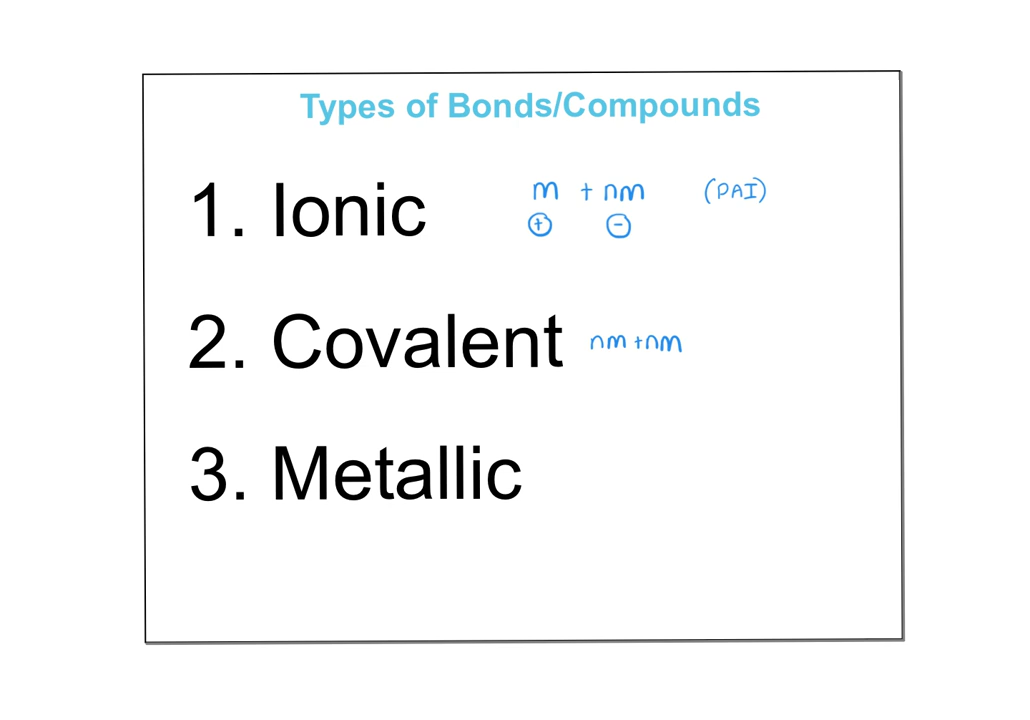 Types of Bonds/Compounds
1. Ionic m + nm (PAI)
⊕ ⊖
2. Covalent nm + nm
3. Metallic